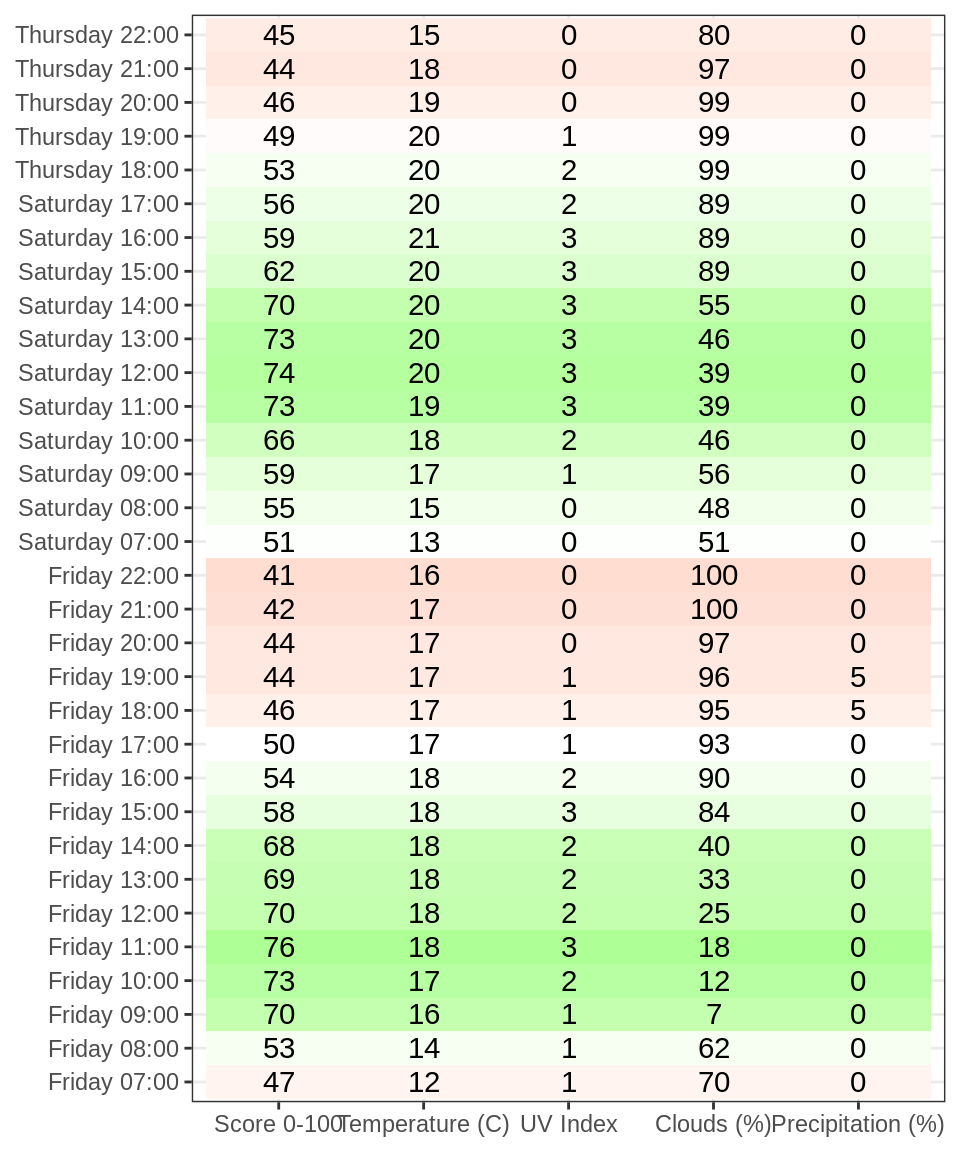 Thursday 22:00 45 15 0 80 0
Thursday 21:00 44 18 0 97 0
Thursday 20:00 46 19 0 99 0
Thursday 19:00 49 20 1 99 0
Thursday 18:00 53 20 2 99 0
Saturday 17:00 56 20 2 89 0
Saturday 16:00 59 21 3 89 0
Saturday 15:00 62 20 3 89 0
Saturday 14:00 70 20 3 55 0
Saturday 13:00 73 20 3 46 0
Saturday 12:00 74 20 3 39 0
Saturday 11:00 73 19 3 39 0
Saturday 10:00 66 18 2 46 0
Saturday 09:00 59 17 1 56 0
Saturday 08:00 55 15 0 48 0
Saturday 07:00 51 13 0 51 0
Friday 22:00 41 16 0 100 0
Friday 21:00 42 17 0 100 0
Friday 20:00 44 17 0 97 0
Friday 19:00 44 17 1 96 5
Friday 18:00 46 17 1 95 5
Friday 17:00 50 17 1 93 0
Friday 16:00 54 18 2 90 0
Friday 15:00 58 18 3 84 0
Friday 14:00 68 18 2 40 0
Friday 13:00 69 18 2 33 0
Friday 12:00 70 18 2 25 0
Friday 11:00 76 18 3 18 0
Friday 10:00 73 17 2 12 0
Friday 09:00 70 16 1 7 0
Friday 08:00 53 14 1 62 0
Friday 07:00 47 12 1 70 0
Score 0-100 Temperature (C) UV Index Clouds (%) Precipitation (%)